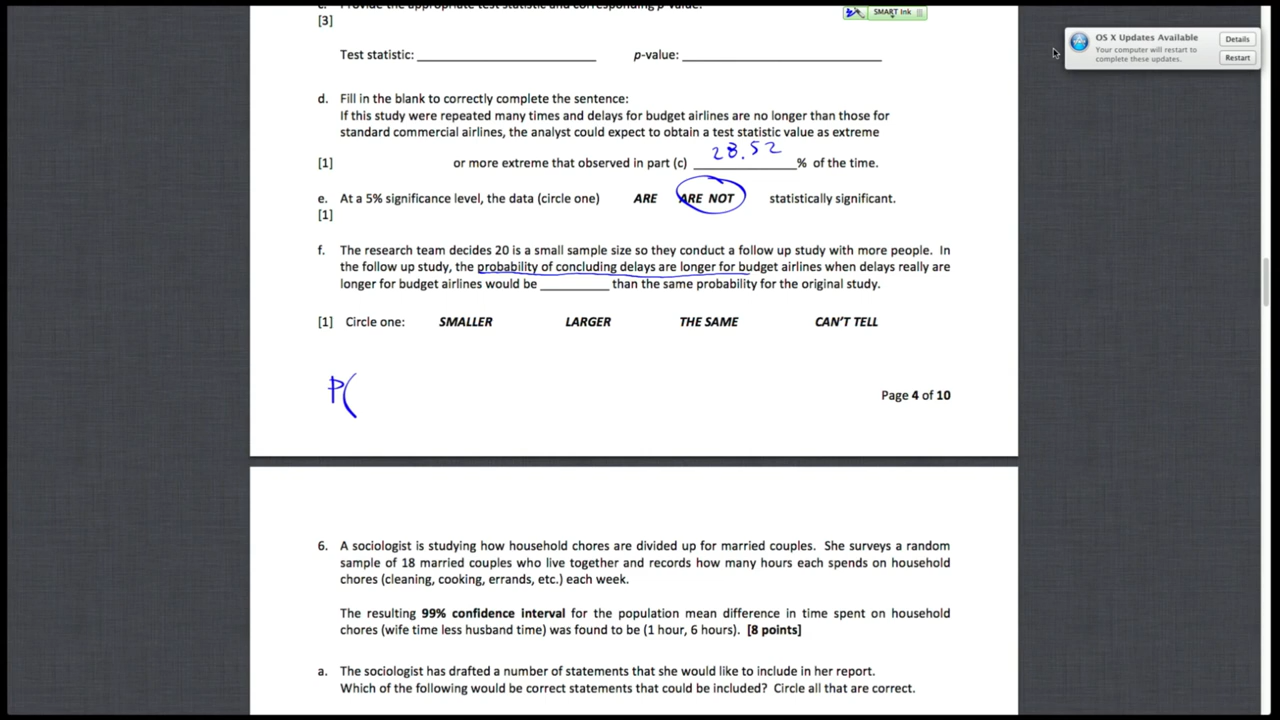 c. Provide the appropriate test statistic and corresponding p-value.
[3]
SMART Ink
OS X Updates Available
Your computer will restart to
complete these updates.
Details
Restart
Test statistic: p-value:
d. Fill in the blank to correctly complete the sentence:
If this study were repeated many times and delays for budget airlines are no longer than those for
standard commercial airlines, the analyst could expect to obtain a test statistic value as extreme
28.52
[1] or more extreme that observed in part (c) __________% of the time.
e. At a 5% significance level, the data (circle one) ARE ARE NOT statistically significant.
[1]
f. The research team decides 20 is a small sample size so they conduct a follow up study with more people. In
the follow up study, the probability of concluding delays are longer for budget airlines when delays really are
longer for budget airlines would be __________ than the same probability for the original study.
[1] Circle one: SMALLER LARGER THE SAME CAN'T TELL
P(
Page 4 of 10
6. A sociologist is studying how household chores are divided up for married couples. She surveys a random
sample of 18 married couples who live together and records how many hours each spends on household
chores (cleaning, cooking, errands, etc.) each week.
The resulting 99% confidence interval for the population mean difference in time spent on household
chores (wife time less husband time) was found to be (1 hour, 6 hours). [8 points]
a. The sociologist has drafted a number of statements that she would like to include in her report.
Which of the following would be correct statements that could be included? Circle all that are correct.